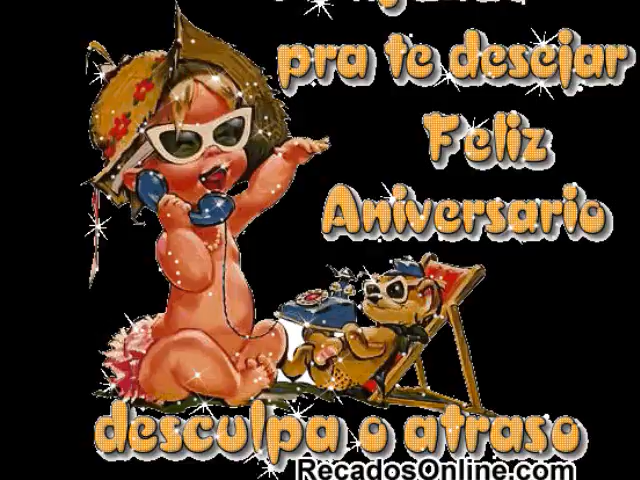 pra te desejar
Feliz
Aniversario
desculpa o atraso
RecadosOnline.com